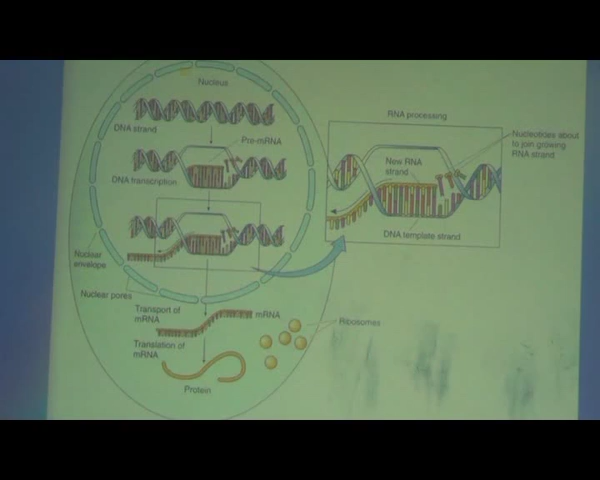 Nucleus
DNA strand
Pre-mRNA
DNA transcription
Nuclear
envelope
Nuclear pores
Transport of
mRNA
mRNA
Translation of
mRNA
Ribosomes
Protein
RNA processing
Nucleotides about
to join growing
RNA strand
New RNA
strand
DNA template strand